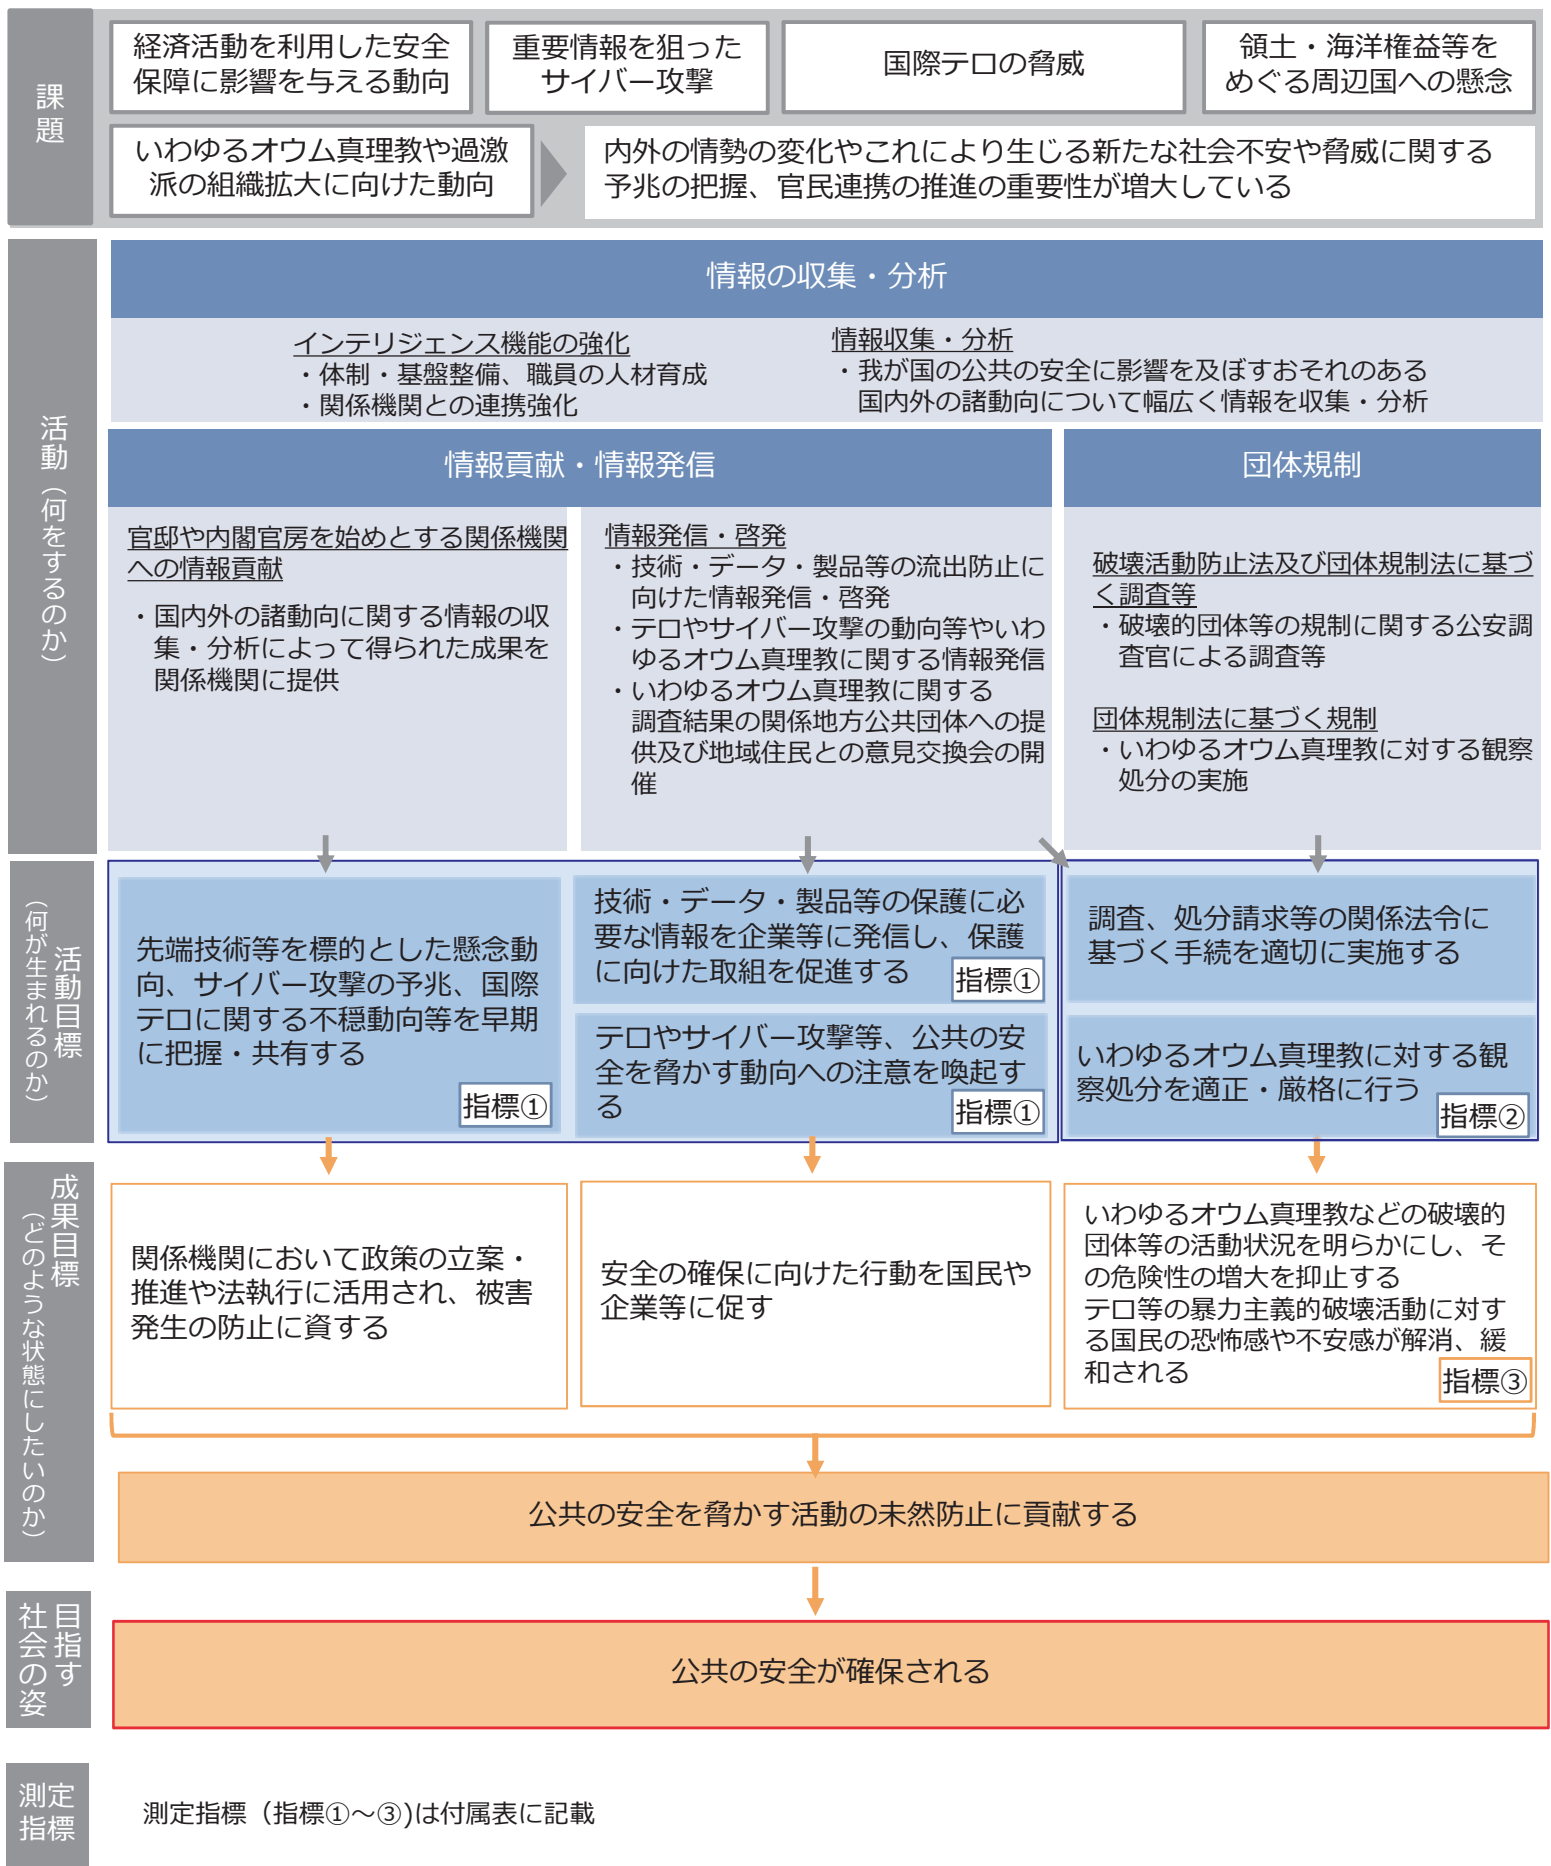 課題
経済活動を利用した安全
保障に影響を与える動向
重要情報を狙った
サイバー攻撃
国際テロの脅威
領土・海洋権益等を
めぐる周辺国への懸念
いわゆるオウム真理教や過激
派の組織拡大に向けた動向
内外の情勢の変化やこれにより生じる新たな社会不安や脅威に関する
予兆の把握、官民連携の推進の重要性が増大している
活動（何をするのか）
情報の収集・分析
インテリジェンス機能の強化
・体制・基盤整備、職員の人材育成
・関係機関との連携強化
情報収集・分析
・我が国の公共の安全に影響を及ぼすおそれのある
国内外の諸動向について幅広く情報を収集・分析
情報貢献・情報発信
官邸や内閣官房を始めとする関係機関
への情報貢献
・国内外の諸動向に関する情報の収
集・分析によって得られた成果を
関係機関に提供
情報発信・啓発
・技術・データ・製品等の流出防止に
向けた情報発信・啓発
・テロやサイバー攻撃の動向等やいわ
ゆるオウム真理教に関する情報発信
・いわゆるオウム真理教に関する
調査結果の関係地方公共団体への提
供及び地域住民との意見交換会の開
催
団体規制
破壊活動防止法及び団体規制法に基づ
く調査等
・破壊的団体等の規制に関する公安調
査官による調査等
団体規制法に基づく規制
・いわゆるオウム真理教に対する観察
処分の実施
活動目標
（何が生まれるのか）
先端技術等を標的とした懸念動
向、サイバー攻撃の予兆、国際
テロに関する不穏動向等を早期
に把握・共有する
指標①
技術・データ・製品等の保護に必
要な情報を企業等に発信し、保護
に向けた取組を促進する
指標①
テロやサイバー攻撃等、公共の安
全を脅かす動向への注意を喚起す
る
指標①
調査、処分請求等の関係法令に
基づく手続を適切に実施する
いわゆるオウム真理教に対する観
察処分を適正・厳格に行う
指標②
成果目標
（どのような状態にしたいのか）
関係機関において政策の立案・
推進や法執行に活用され、被害
発生の防止に資する
安全の確保に向けた行動を国民や
企業等に促す
いわゆるオウム真理教などの破壊的
団体等の活動状況を明らかにし、そ
の危険性の増大を抑止する
テロ等の暴力主義的破壊活動に対す
る国民の恐怖感や不安感が解消、緩
和される
指標③
公共の安全を脅かす活動の未然防止に貢献する
目指す
社会の姿
公共の安全が確保される
測定
指標
測定指標（指標①～③)は付属表に記載